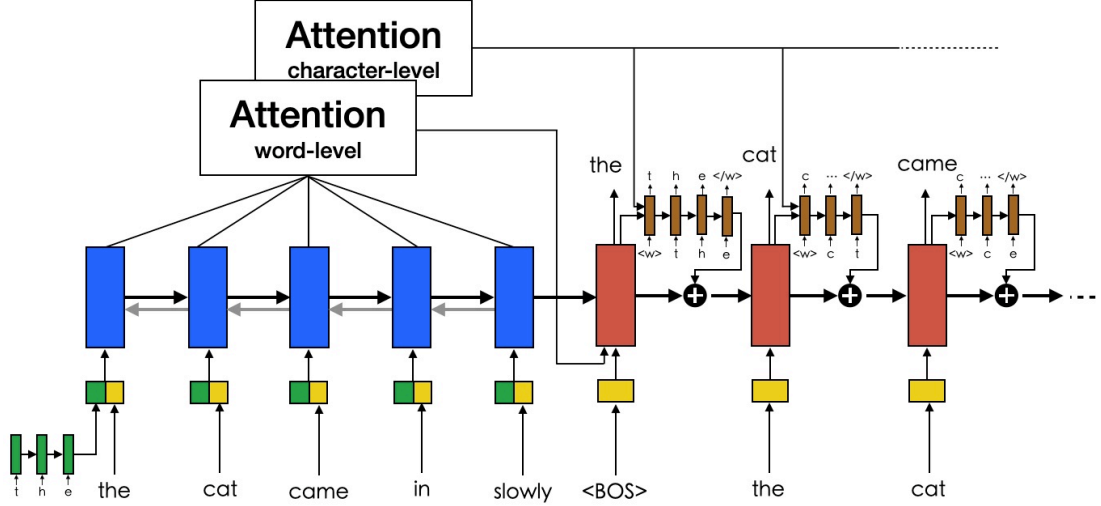 Attention
character-level
Attention
word-level
the
cat
came
t h e </w>
c ... </w>
c ... </w>
<w> t h e
<w> c t
<w> c e
t h e
the
cat
came
in
slowly
<BOS>
the
cat